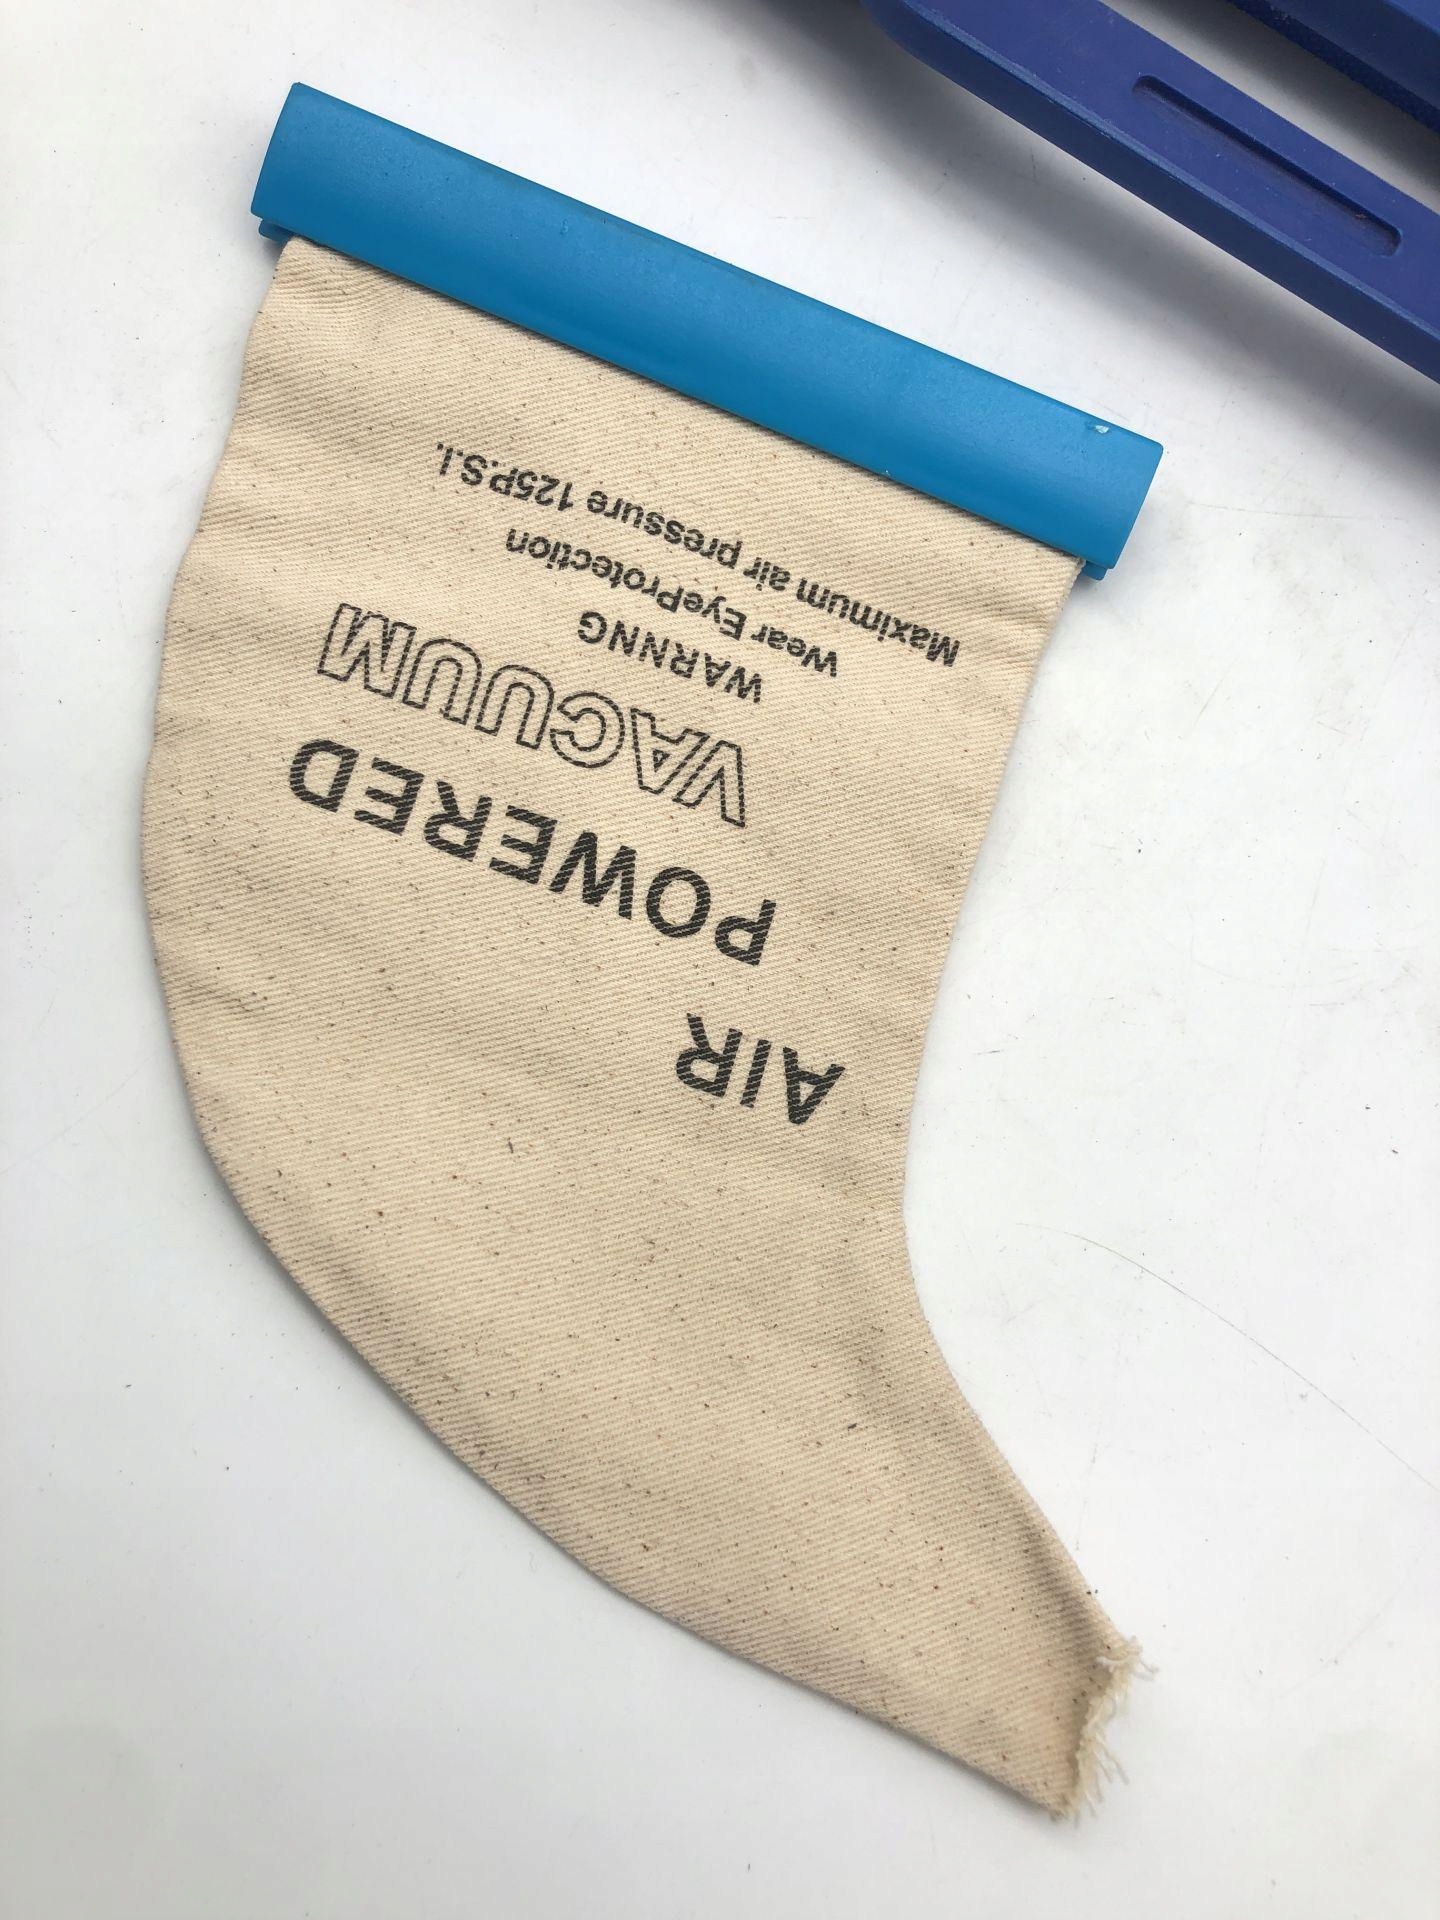 AIR
POWERED
VACUUM
WARNNG
Wear EyeProtection
Maximum air pressure 125P.S.I.